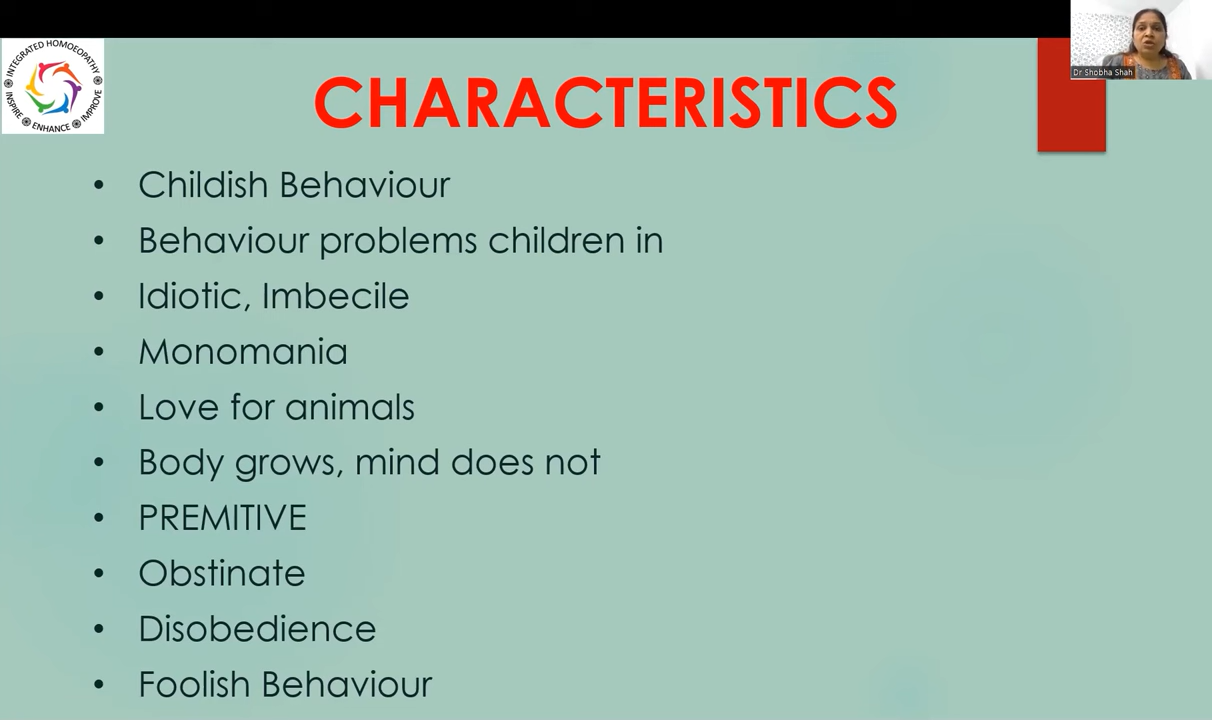 INTEGRATED HOMOEOPATHY
INSPIRE ENHANCE IMPROVE
Dr Shobha Shah
CHARACTERISTICS
• Childish Behaviour
• Behaviour problems children in
• Idiotic, Imbecile
• Monomania
• Love for animals
• Body grows, mind does not
• PREMITIVE
• Obstinate
• Disobedience
• Foolish Behaviour